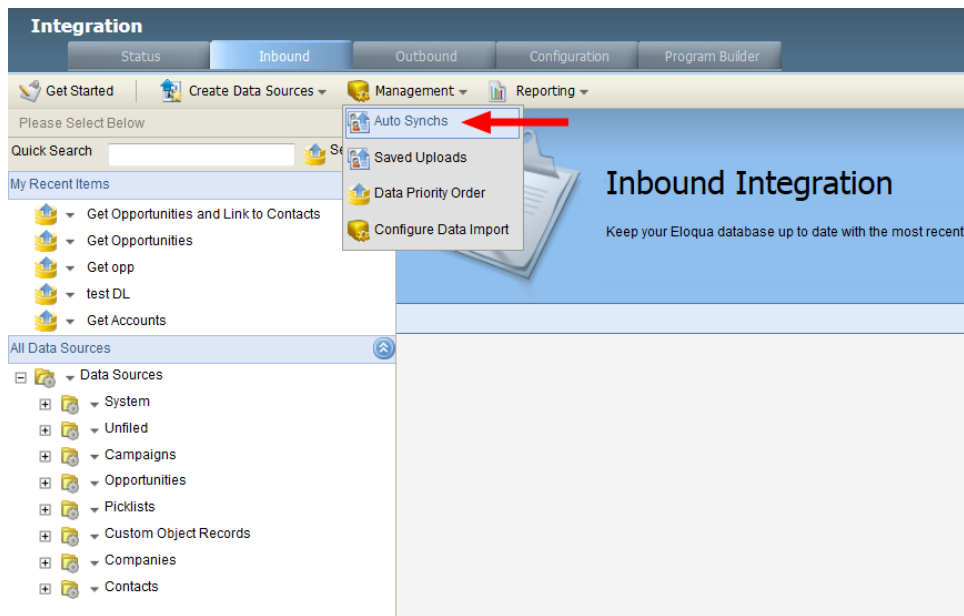 Integration
Status Inbound Outbound Configuration Program Builder
Get Started Create Data Sources Management Reporting
Please Select Below
Auto Synchs
Quick Search
Saved Uploads
My Recent Items
Data Priority Order
Configure Data Import
Get Opportunities and Link to Contacts
Get Opportunities
Get opp
test DL
Get Accounts
Inbound Integration
Keep your Eloqua database up to date with the most recent
All Data Sources
Data Sources
System
Unfiled
Campaigns
Opportunities
Picklists
Custom Object Records
Companies
Contacts